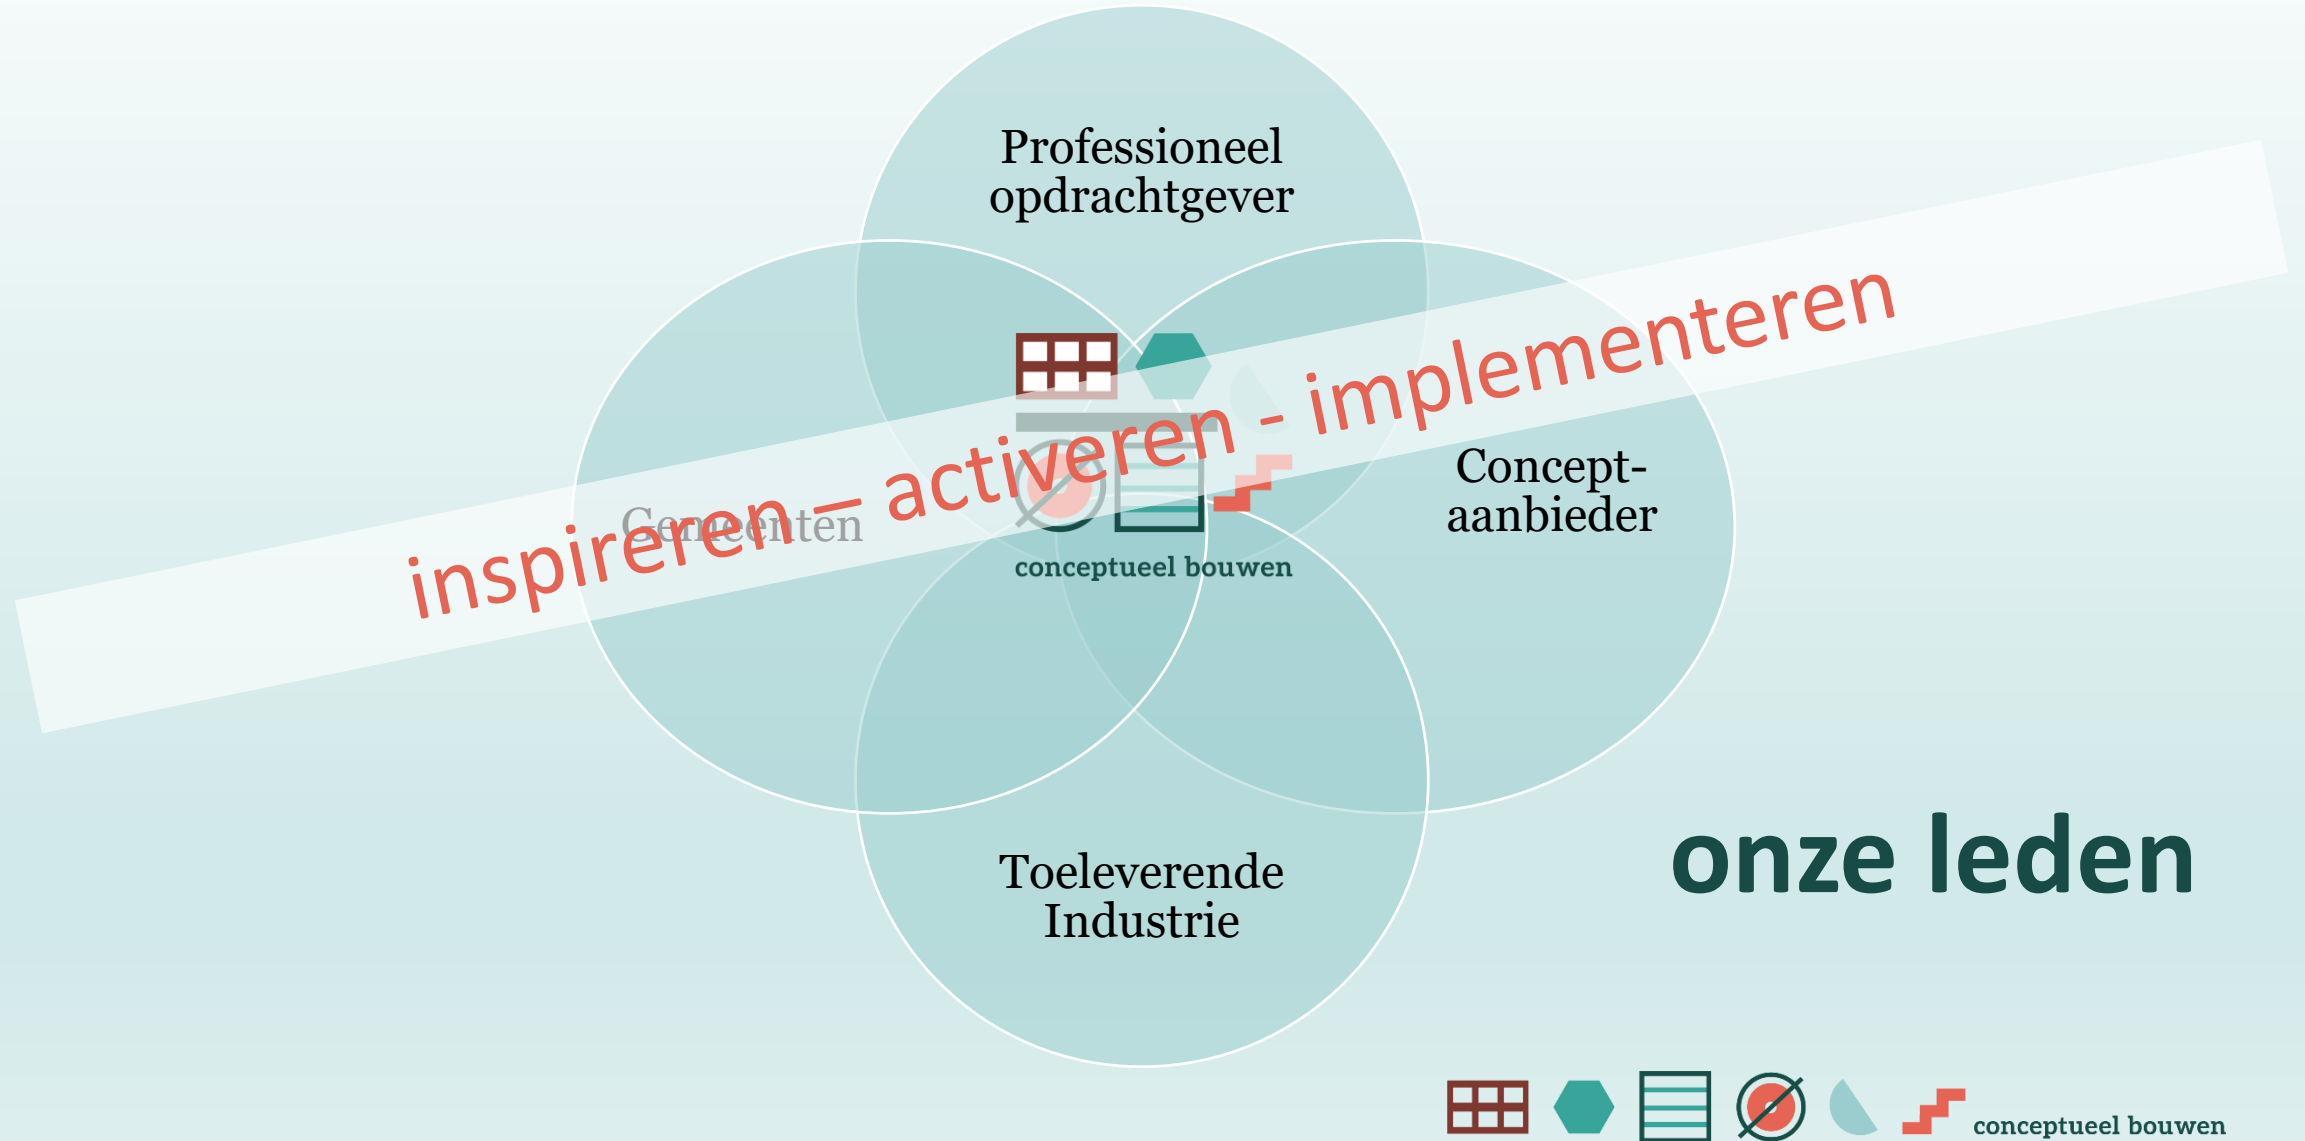 Professioneel
opdrachtgever
inspireren – activeren - implementeren
Gemeenten
Concept-
aanbieder
conceptueel bouwen
Toeleverende
Industrie
onze leden
conceptueel bouwen